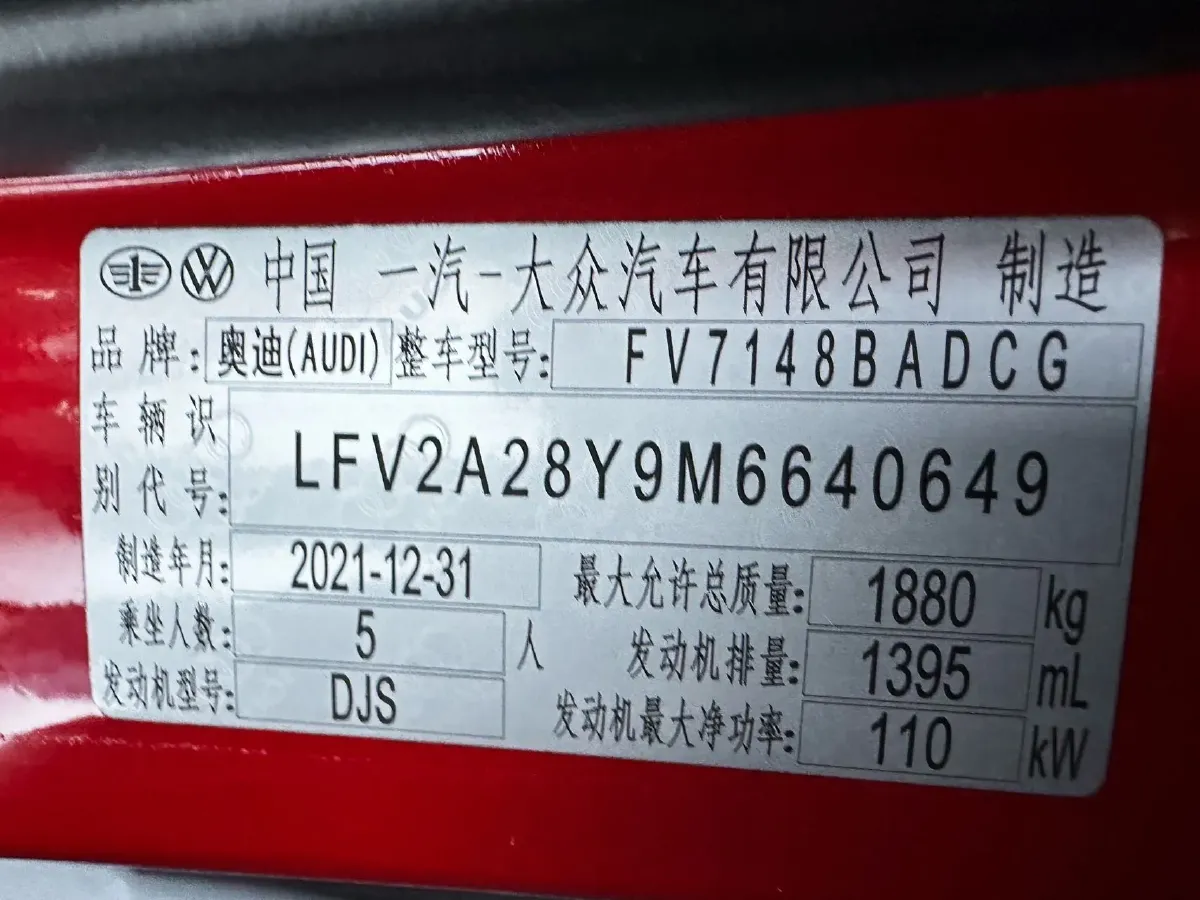 中国 一汽-大众汽车有限公司 制造
品牌: 奥迪(AUDI) 整车型号: FV7148BADCG
车辆识别代号: LFV2A28Y9M6640649
制造年月: 2021-12-31 最大允许总质量: 1880 kg
乘坐人数: 5 人 发动机排量: 1395 mL
发动机型号: DJS 发动机最大净功率: 110 kW